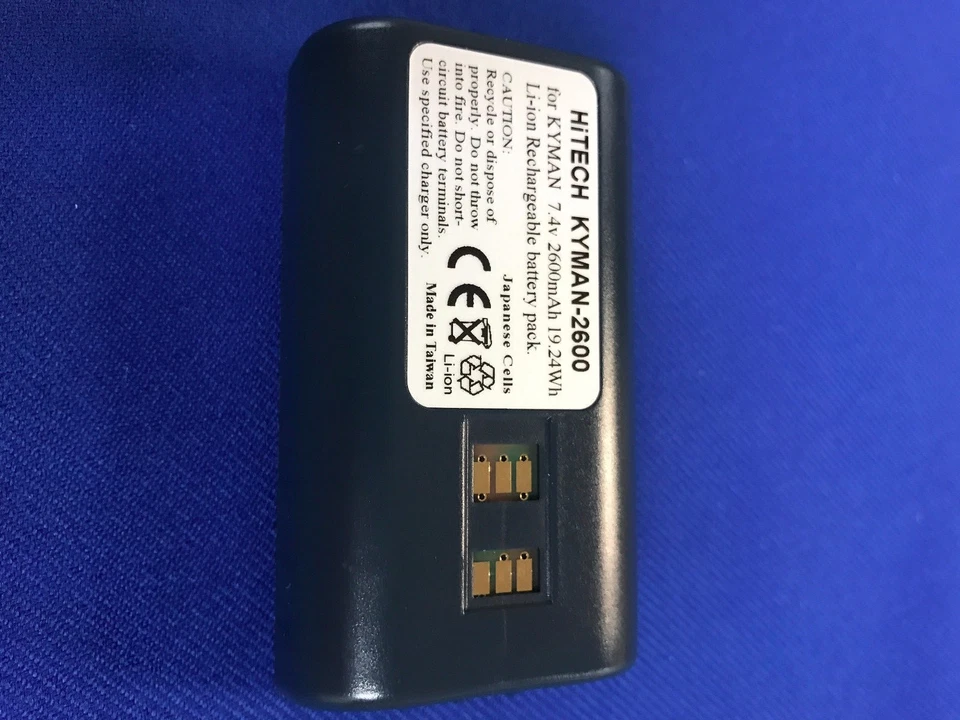 HiTECH KYMAN-2600
for KYMAN 7.4v 2600mAh 19.24Wh
Li-ion Rechargeable battery pack.
CAUTION:
Recycle or dispose of
properly. Do not throw
into fire. Do not short-
circuit battery terminals.
Use specified charger only.
Japanese Cells
CE
Li-ion
Made in Taiwan